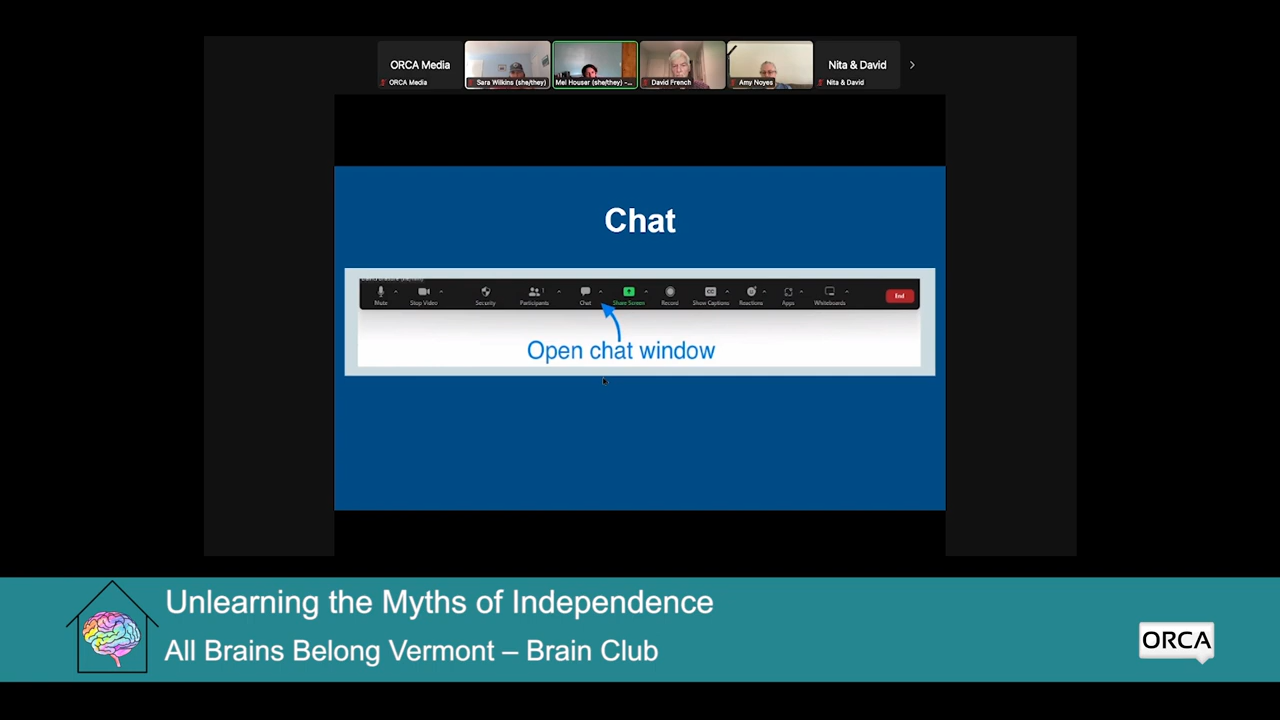 ORCA Media
Nita & David
ORCA Media
Sara Wilkins (she/they)
Mel Houser (she/they) -...
David French
Amy Noyes
Nita & David
Chat
Mute
Stop Video
Security
Participants
1
Chat
Share Screen
Record
Show Captions
Reactions
Apps
Whiteboards
End
Open chat window
Unlearning the Myths of Independence
All Brains Belong Vermont – Brain Club
ORCA